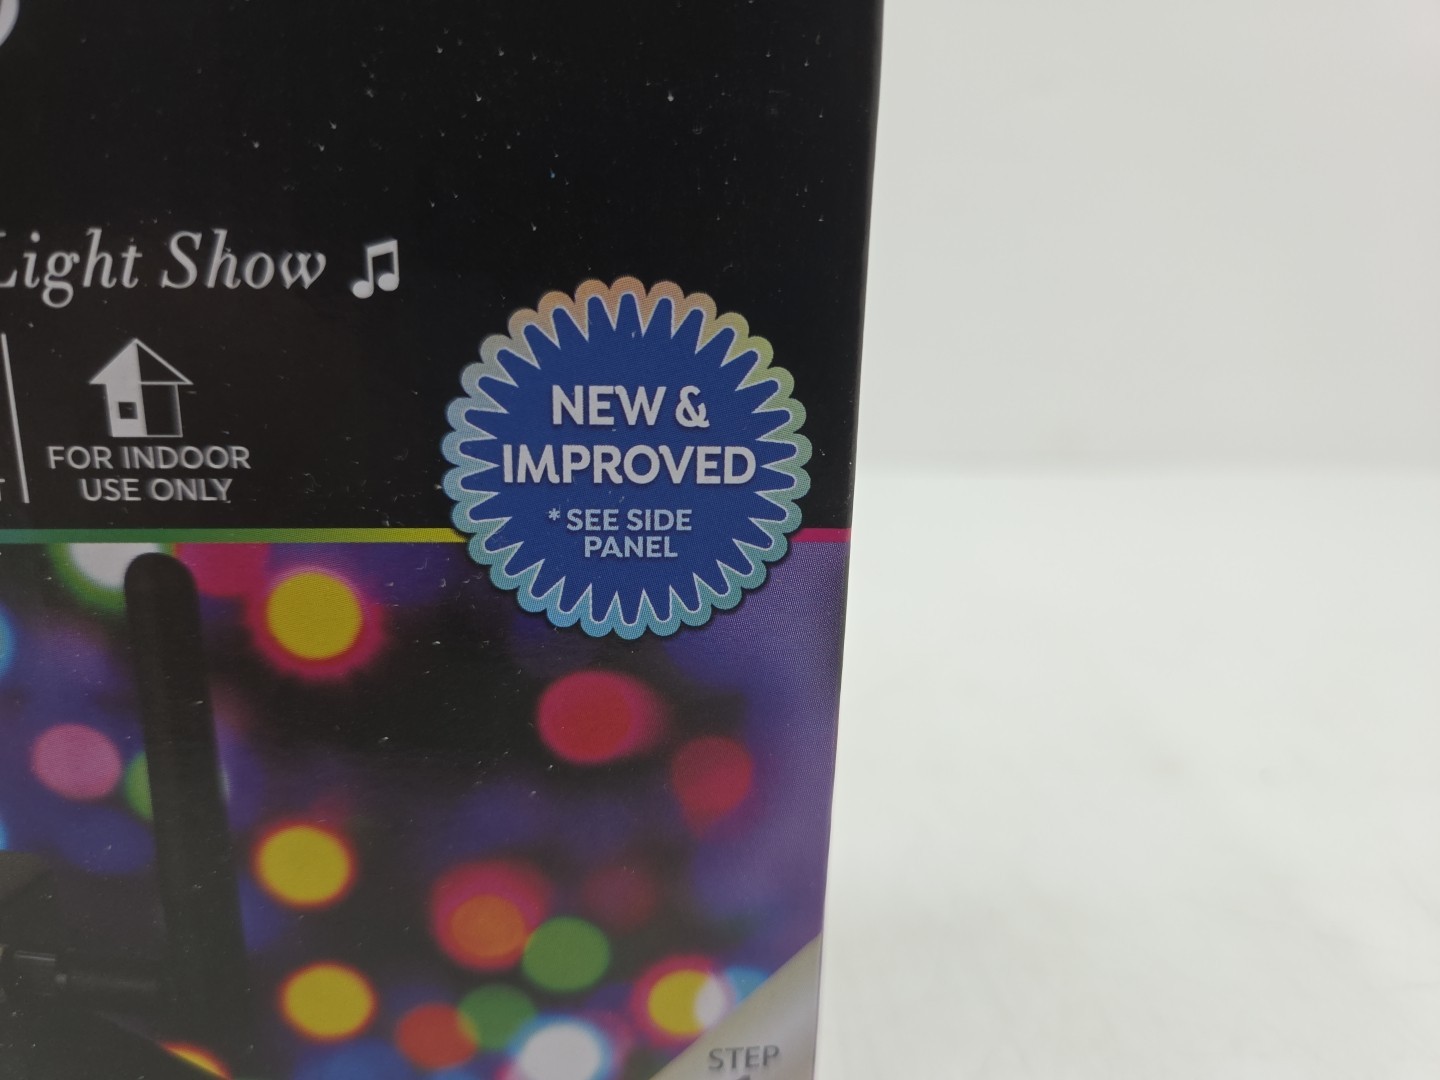 Light Show
FOR INDOOR
USE ONLY
NEW &
IMPROVED
* SEE SIDE
PANEL
STEP